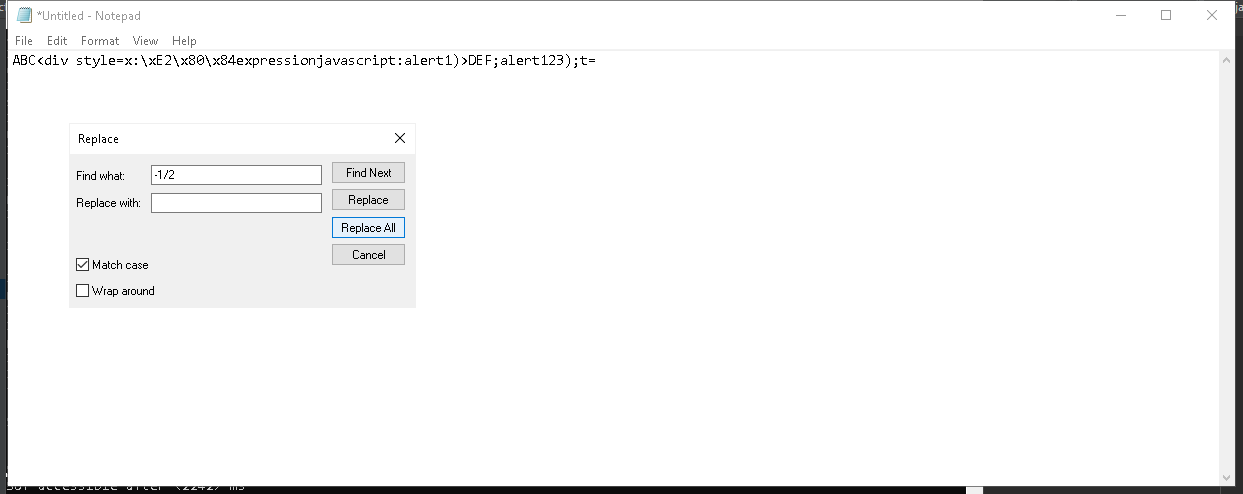 *Untitled - Notepad
File Edit Format View Help
ABC<div style=x:\xE2\x80\x84expressionjavascript:alert1)>DEF;alert123);t=
Replace
Find what: -1/2 Find Next
Replace with: Replace
Replace All
Cancel
Match case
Wrap around